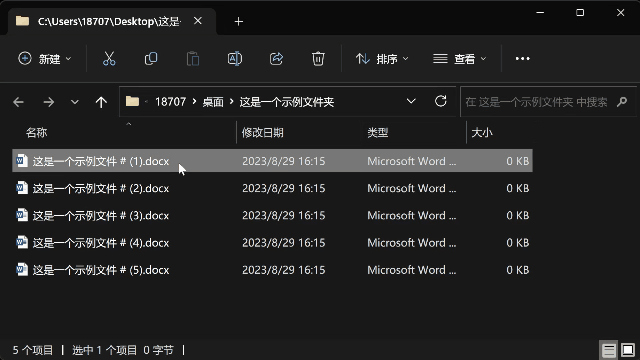 C:\Users\18707\Desktop\这是
新建 排序 查看
18707 桌面 这是一个示例文件夹 在 这是一个示例文件夹 中搜索
名称 修改日期 类型 大小
这是一个示例文件 # (1).docx 2023/8/29 16:15 Microsoft Word ... 0 KB
这是一个示例文件 # (2).docx 2023/8/29 16:15 Microsoft Word ... 0 KB
这是一个示例文件 # (3).docx 2023/8/29 16:15 Microsoft Word ... 0 KB
这是一个示例文件 # (4).docx 2023/8/29 16:15 Microsoft Word ... 0 KB
这是一个示例文件 # (5).docx 2023/8/29 16:15 Microsoft Word ... 0 KB
5 个项目 选中 1 个项目 0 字节